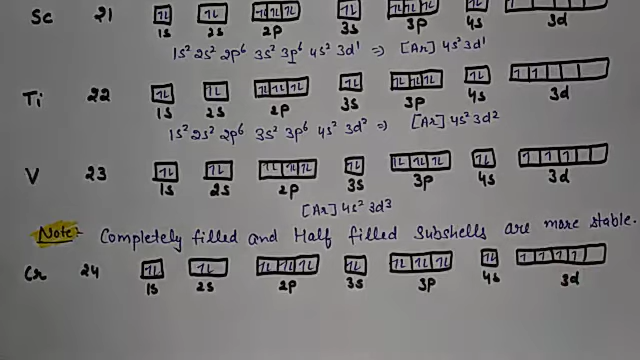 Sc 21 1s 2s 2p 3s 3p 4s 3d
1s² 2s² 2p⁶ 3s² 3p⁶ 4s² 3d¹ => [Ar] 4s² 3d¹
Ti 22 1s 2s 2p 3s 3p 4s 3d
1s² 2s² 2p⁶ 3s² 3p⁶ 4s² 3d² => [Ar] 4s² 3d²
V 23 1s 2s 2p 3s 3p 4s 3d
[Ar] 4s² 3d³
Note:- Completely filled and Half filled Subshells are more stable.
Cr 24 1s 2s 2p 3s 3p 4s 3d